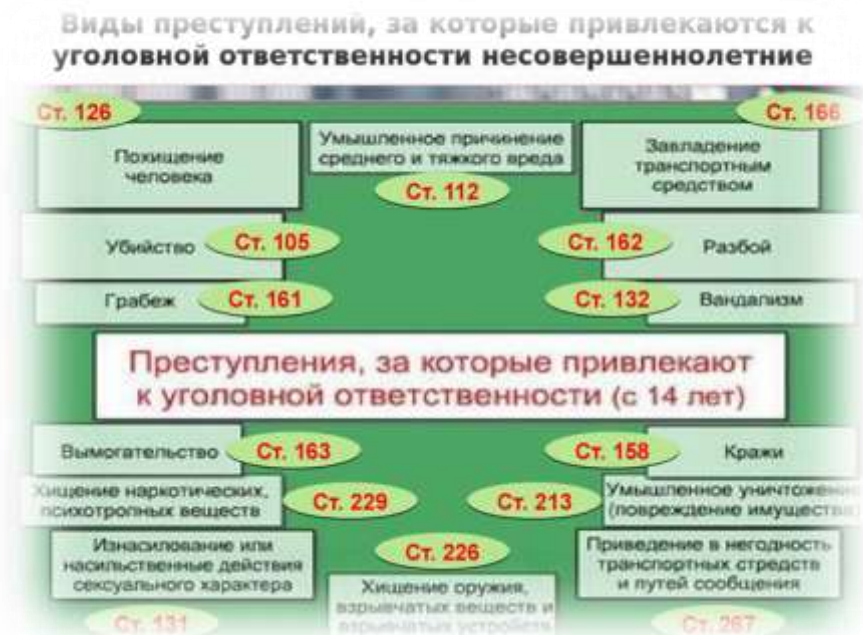 Виды преступлений, за которые привлекаются к
уголовной ответственности несовершеннолетние
Ст. 126
Ст. 166
Похищение
человека
Умышленное причинение
среднего и тяжкого вреда
Ст. 112
Завладение
транспортным
средством
Убийство
Ст. 105
Ст. 162
Разбой
Грабеж
Ст. 161
Ст. 132
Вандализм
Преступления, за которые привлекают
к уголовной ответственности (с 14 лет)
Вымогательство
Ст. 163
Ст. 158
Кражи
Хищение наркотических,
психотропных веществ
Ст. 229
Ст. 213
Умышленное уничтожение
(повреждение имущества)
Изнасилование или
насильственные действия
сексуального характера
Ст. 131
Ст. 226
Хищение оружия,
взрывчатых веществ и
взрывчатых устройств
Приведение в негодность
транспортных стредств
и путей сообщения
Ст. 267